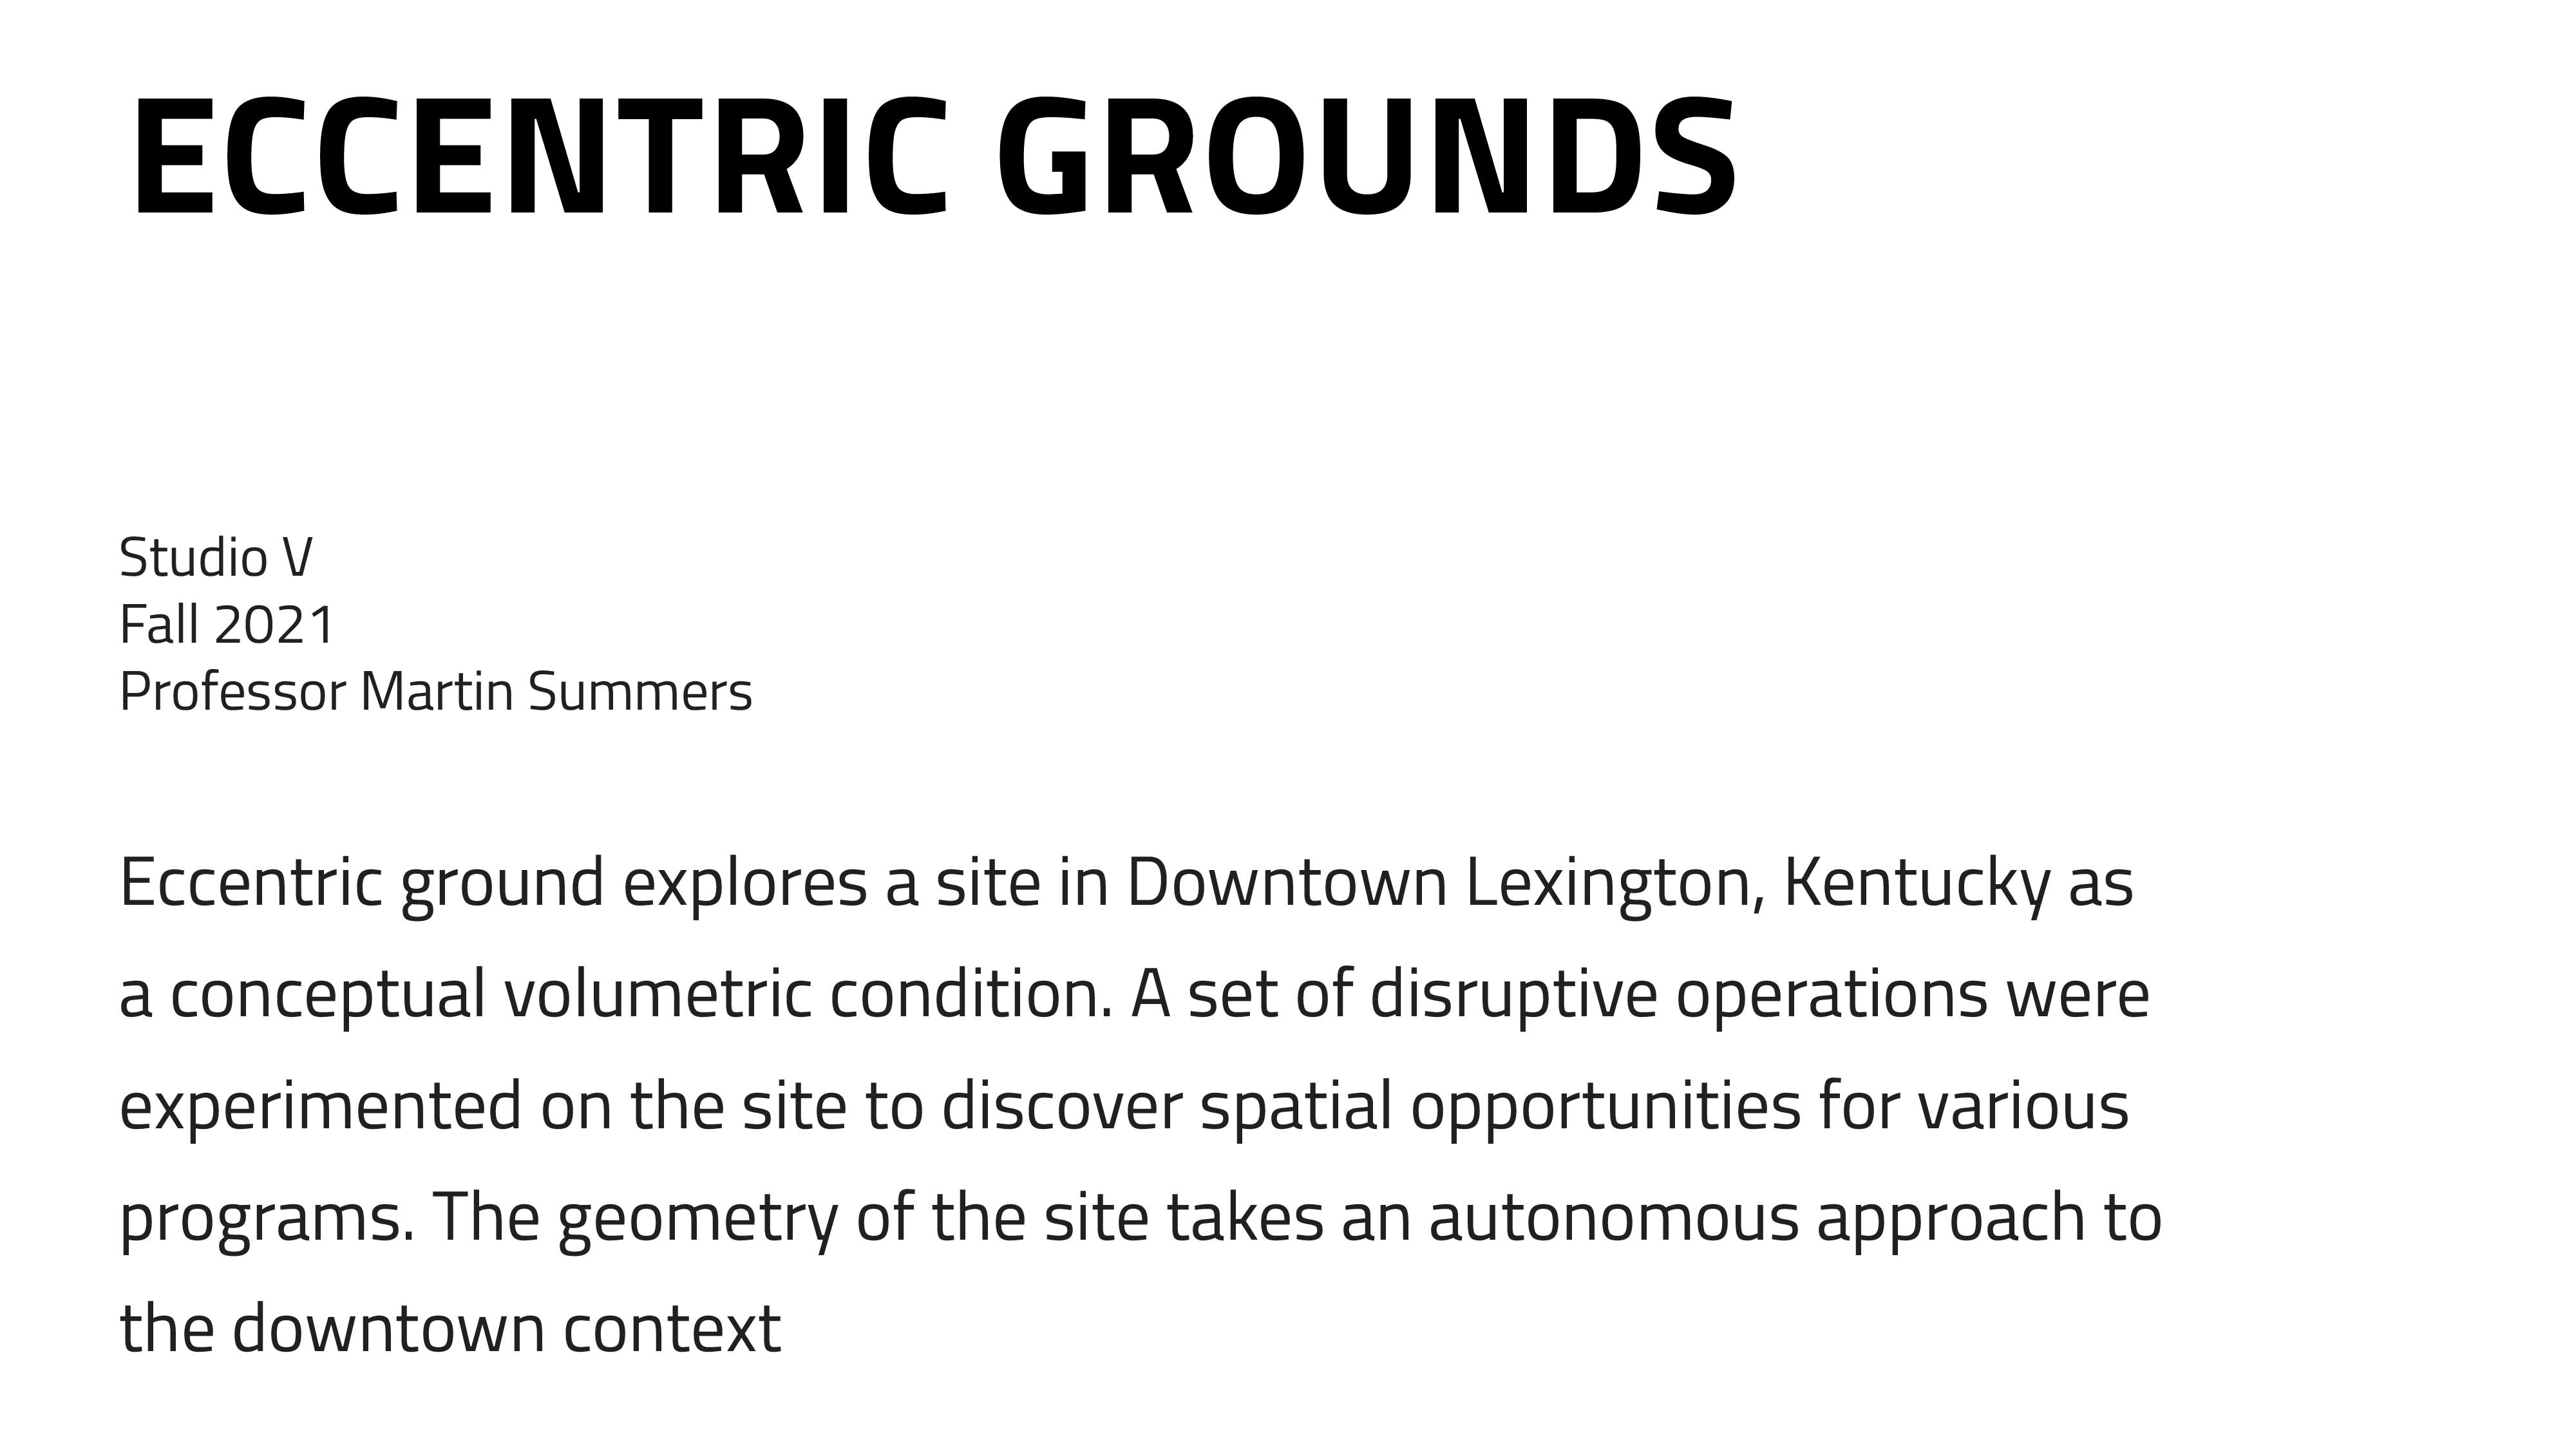 ECCENTRIC GROUNDS
Studio V
Fall 2021
Professor Martin Summers
Eccentric ground explores a site in Downtown Lexington, Kentucky as
a conceptual volumetric condition. A set of disruptive operations were
experimented on the site to discover spatial opportunities for various
programs. The geometry of the site takes an autonomous approach to
the downtown context